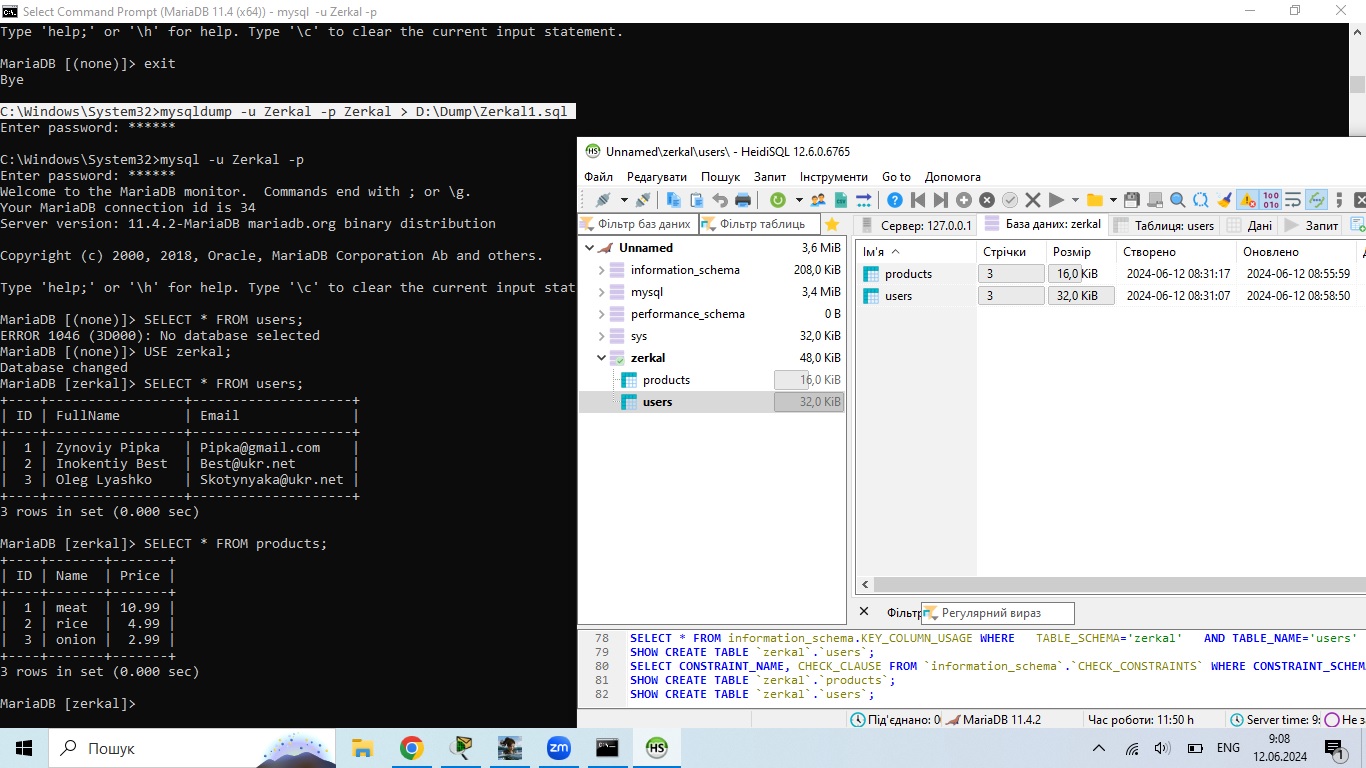 Select Command Prompt (MariaDB 11.4 (x64)) - mysql -u Zerkal -p
Type 'help;' or '\h' for help. Type '\c' to clear the current input statement.
MariaDB [(none)]> exit
Bye
C:\Windows\System32>mysqldump -u Zerkal -p Zerkal > D:\Dump\Zerkal1.sql
Enter password: ******
C:\Windows\System32>mysql -u Zerkal -p
Enter password: ******
Welcome to the MariaDB monitor.  Commands end with ; or \g.
Your MariaDB connection id is 34
Server version: 11.4.2-MariaDB mariadb.org binary distribution
Copyright (c) 2000, 2018, Oracle, MariaDB Corporation Ab and others.
Type 'help;' or '\h' for help. Type '\c' to clear the current input stat
MariaDB [(none)]> SELECT * FROM users;
ERROR 1046 (3D000): No database selected
MariaDB [(none)]> USE zerkal;
Database changed
MariaDB [zerkal]> SELECT * FROM users;
+----+-----------------+--------------------+
| ID | FullName        | Email              |
+----+-----------------+--------------------+
|  1 | Zynoviy Pipka   | Pipka@gmail.com    |
|  2 | Inokentiy Best  | Best@ukr.net       |
|  3 | Oleg Lyashko    | Skotynyaka@ukr.net |
+----+-----------------+--------------------+
3 rows in set (0.000 sec)
MariaDB [zerkal]> SELECT * FROM products;
+----+-------+-------+
| ID | Name  | Price |
+----+-------+-------+
|  1 | meat  | 10.99 |
|  2 | rice  |  4.99 |
|  3 | onion |  2.99 |
+----+-------+-------+
3 rows in set (0.000 sec)
MariaDB [zerkal]>
Unnamed\zerkal\users\ - HeidiSQL 12.6.0.6765
Файл Редагувати Пошук Запит Інструменти Go to Допомога
Фільтр баз даних Фільтр таблиць
Unnamed 3,6 MiB
information_schema 208,0 KiB
mysql 3,4 MiB
performance_schema 0 B
sys 32,0 KiB
zerkal 48,0 KiB
products 16,0 KiB
users 32,0 KiB
Сервер: 127.0.0.1 База даних: zerkal Таблиця: users Дані Запит
Ім'я Стрічки Розмір Створено Оновлено
products 3 16,0 KiB 2024-06-12 08:31:17 2024-06-12 08:55:59
users 3 32,0 KiB 2024-06-12 08:31:07 2024-06-12 08:58:50
Фільтр Регулярний вираз
78 SELECT * FROM information_schema.KEY_COLUMN_USAGE WHERE   TABLE_SCHEMA='zerkal'   AND TABLE_NAME='users'
79 SHOW CREATE TABLE `zerkal`.`users`;
80 SELECT CONSTRAINT_NAME, CHECK_CLAUSE FROM `information_schema`.`CHECK_CONSTRAINTS` WHERE CONSTRAINT_SCHEM
81 SHOW CREATE TABLE `zerkal`.`products`;
82 SHOW CREATE TABLE `zerkal`.`users`;
Під'єднано: 0 MariaDB 11.4.2 Час роботи: 11:50 h Server time: 9: Не з
Пошук
ENG
9:08
12.06.2024
1